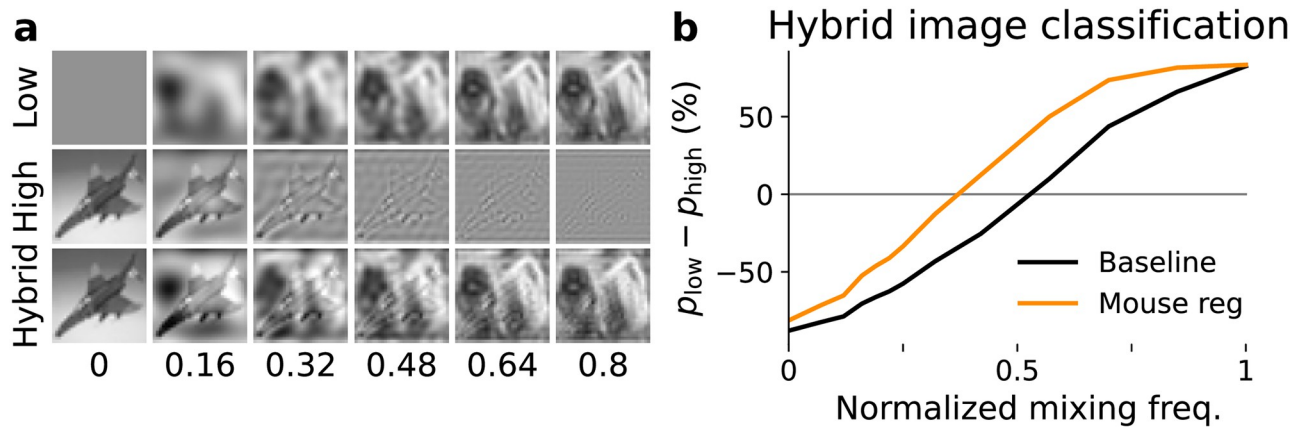 a
Low
High
Hybrid
0 0.16 0.32 0.48 0.64 0.8
b
Hybrid image classification
p_low − p_high (%)
50
0
−50
Baseline
Mouse reg
0 0.5 1
Normalized mixing freq.